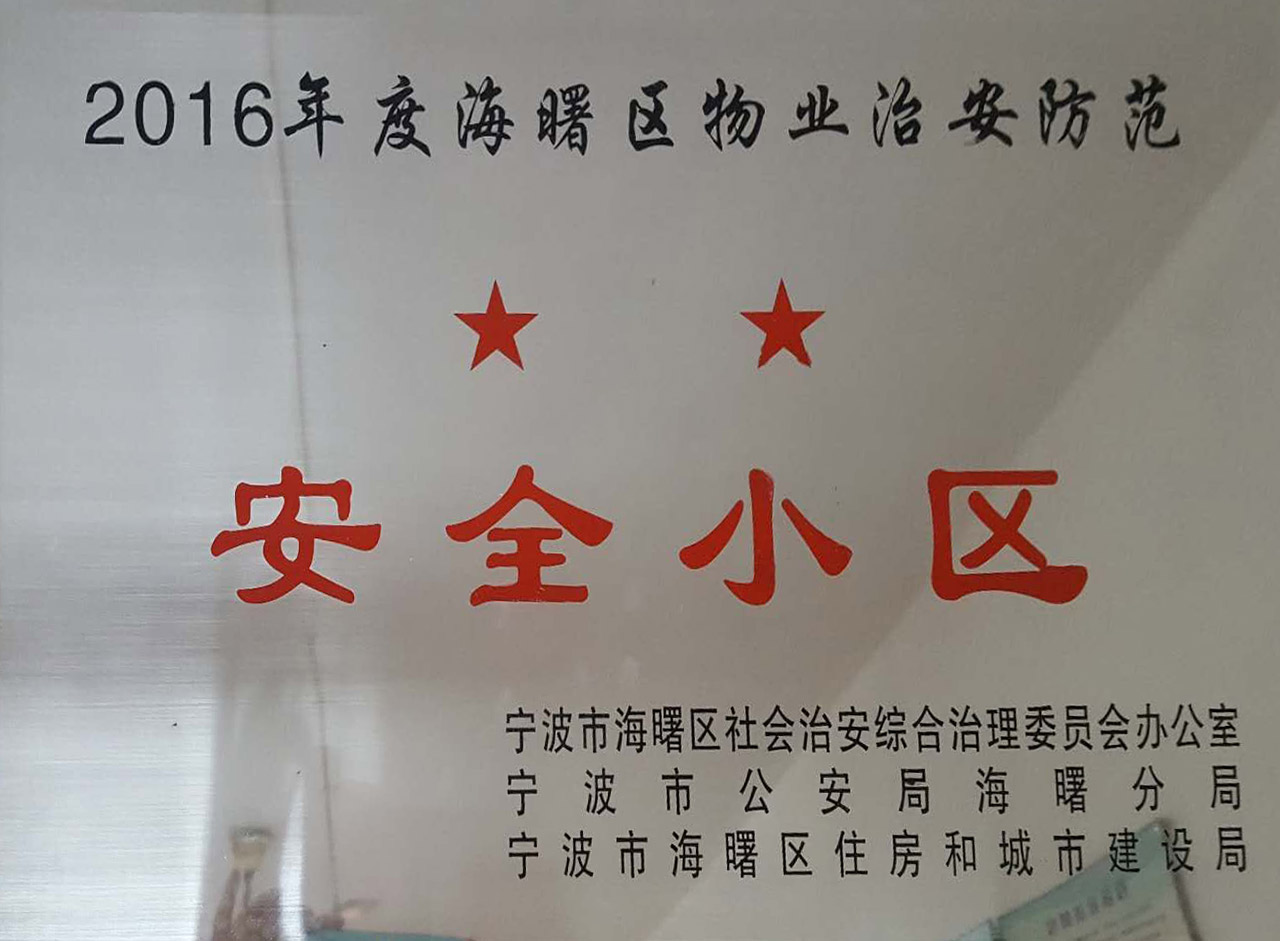 2016年度海曙区物业治安防范
安全小区
宁波市海曙区社会治安综合治理委员会办公室
宁波市公安局海曙分局
宁波市海曙区住房和城市建设局